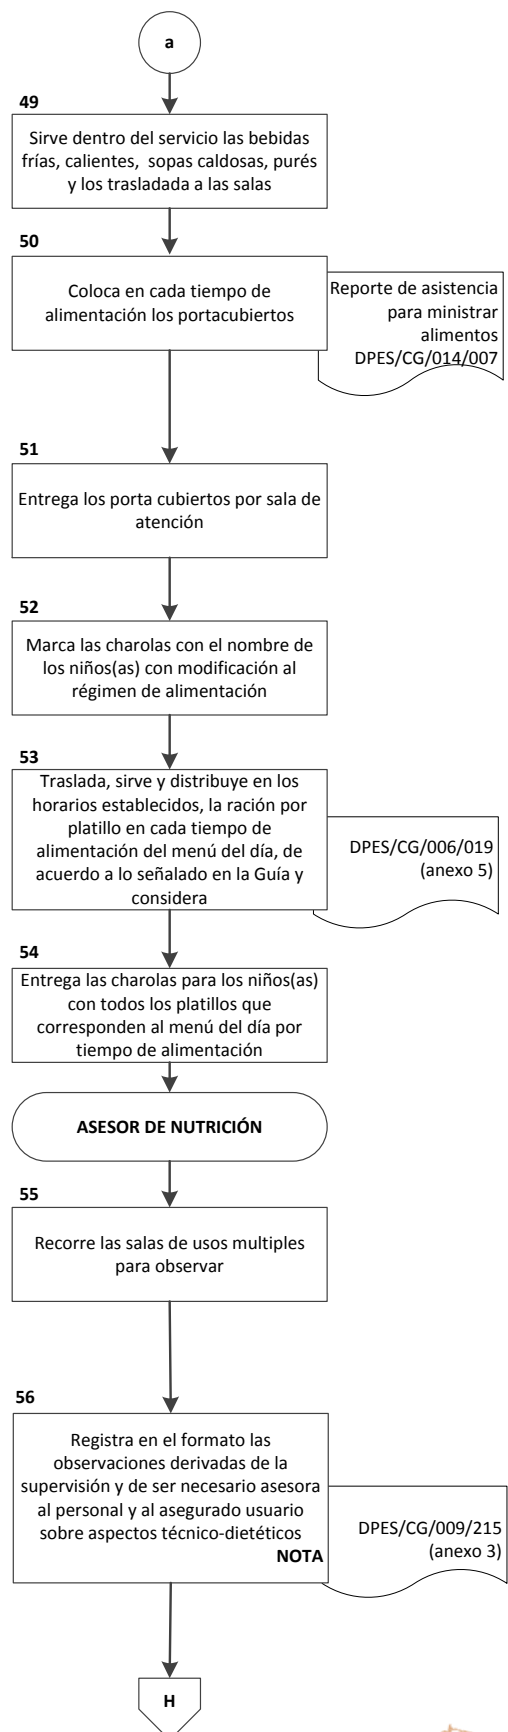 a
49
Sirve dentro del servicio las bebidas
frías, calientes, sopas caldosas, purés
y los trasladada a las salas
50
Coloca en cada tiempo de
alimentación los portacubiertos
Reporte de asistencia
para ministrar
alimentos
DPES/CG/014/007
51
Entrega los porta cubiertos por sala de
atención
52
Marca las charolas con el nombre de
los niños(as) con modificación al
régimen de alimentación
53
Traslada, sirve y distribuye en los
horarios establecidos, la ración por
platillo en cada tiempo de
alimentación del menú del día, de
acuerdo a lo señalado en la Guía y
considera
DPES/CG/006/019
(anexo 5)
54
Entrega las charolas para los niños(as)
con todos los platillos que
corresponden al menú del día por
tiempo de alimentación
ASESOR DE NUTRICIÓN
55
Recorre las salas de usos multiples
para observar
56
Registra en el formato las
observaciones derivadas de la
supervisión y de ser necesario asesora
al personal y al asegurado usuario
sobre aspectos técnico-dietéticos
NOTA
DPES/CG/009/215
(anexo 3)
H